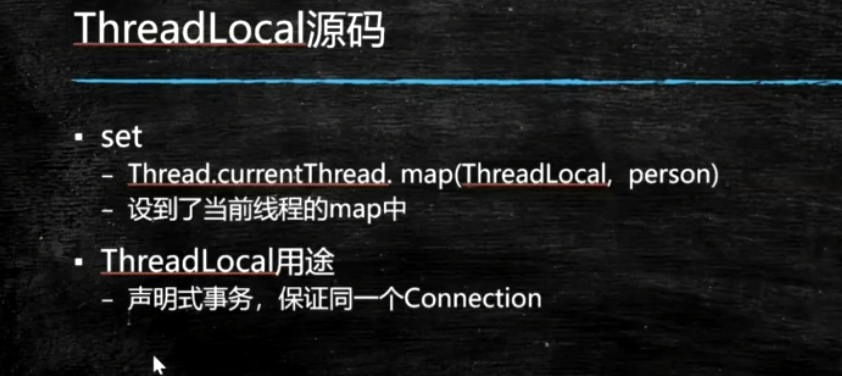 ThreadLocal源码
▪ set
– Thread.currentThread. map(ThreadLocal, person)
– 设到了当前线程的map中
▪ ThreadLocal用途
– 声明式事务，保证同一个Connection